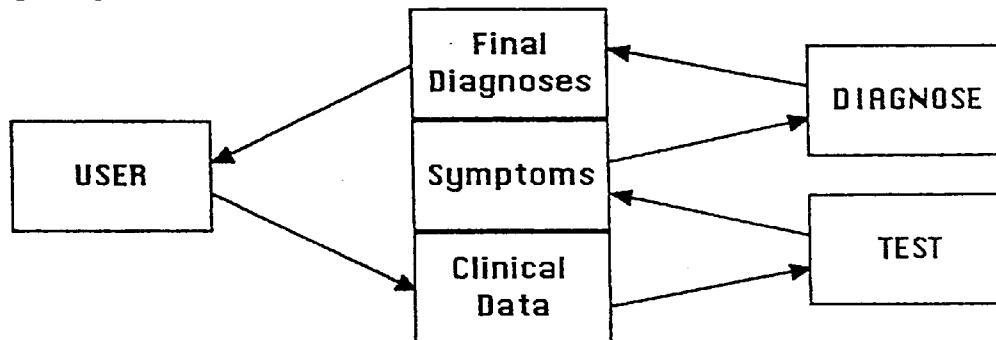 Final
Diagnoses
DIAGNOSE
USER
Symptoms
TEST
Clinical
Data